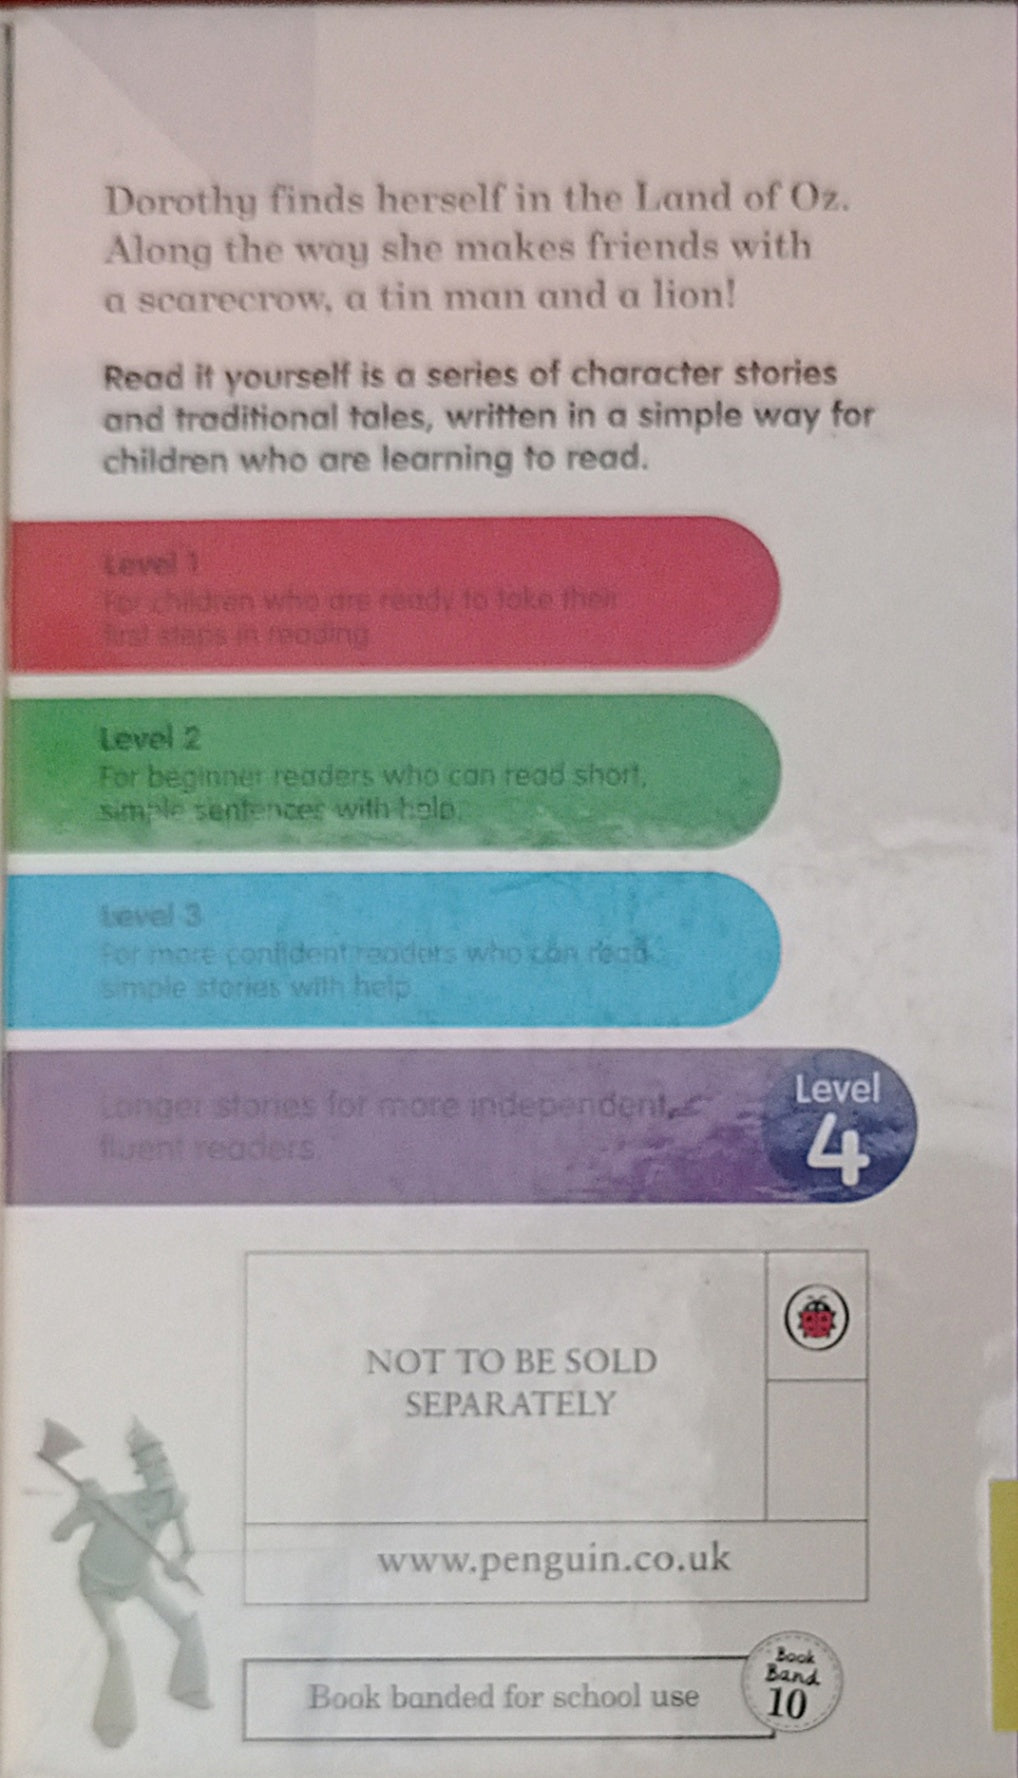 Dorothy finds herself in the Land of Oz.
Along the way she makes friends with
a scarecrow, a tin man and a lion!
Read it yourself is a series of character stories
and traditional tales, written in a simple way for
children who are learning to read.
Level 1
For children who are ready to take their
first steps in reading
Level 2
For beginner readers who can read short,
simple sentences with help.
Level 3
For more confident readers who can read
simple stories with help
Longer stories for more independent,
fluent readers
Level
4
NOT TO BE SOLD
SEPARATELY
www.penguin.co.uk
Book banded for school use
Book
Band
10